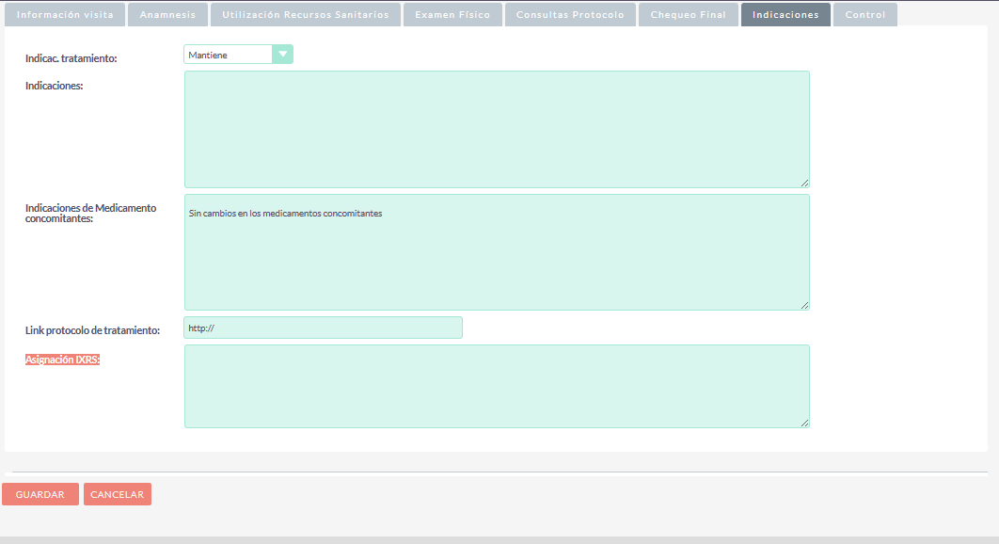 Información visita Anamnesis Utilización Recursos Sanitarios Examen Físico Consultas Protocolo Chequeo Final Indicaciones Control
Indicac. tratamiento: Mantiene
Indicaciones:
Indicaciones de Medicamento
concomitantes:
Sin cambios en los medicamentos concomitantes
Link protocolo de tratamiento: http://
Asignación IXRS:
GUARDAR CANCELAR